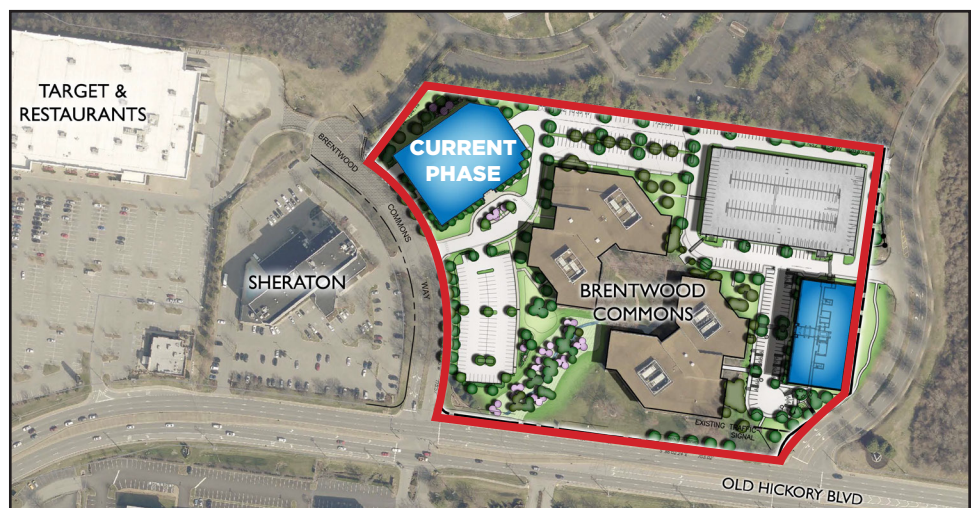 TARGET &
RESTAURANTS
CURRENT
PHASE
BRENTWOOD
COMMONS
WAY
SHERATON
BRENTWOOD
COMMONS
EXISTING TRAFFIC
SIGNAL
OLD HICKORY BLVD